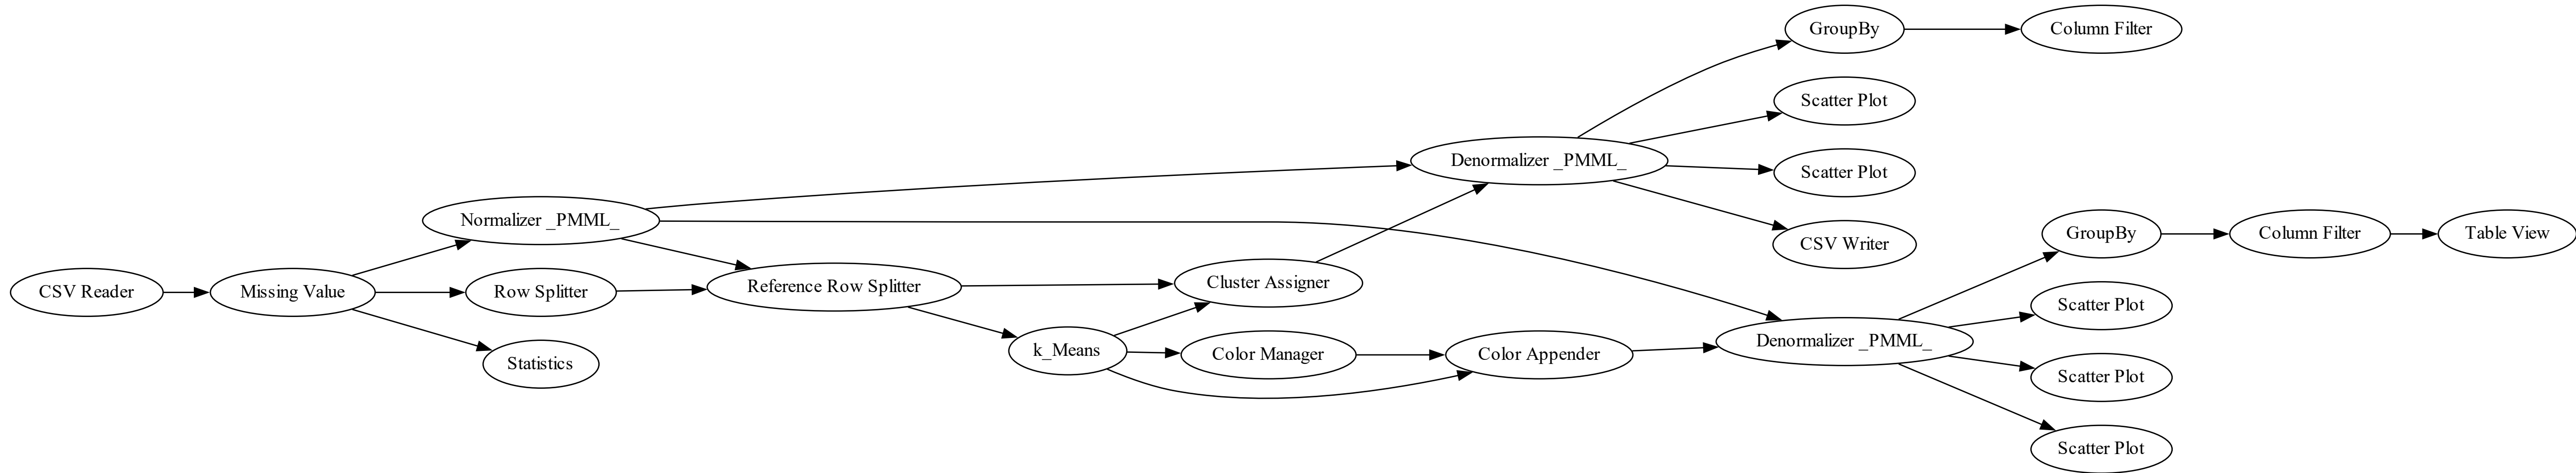 GroupBy
Column Filter
Scatter Plot
Denormalizer _PMML_
Scatter Plot
Normalizer _PMML_
CSV Writer
GroupBy
Column Filter
Table View
CSV Reader
Missing Value
Row Splitter
Reference Row Splitter
Cluster Assigner
Scatter Plot
Statistics
k_Means
Color Manager
Color Appender
Denormalizer _PMML_
Scatter Plot
Scatter Plot